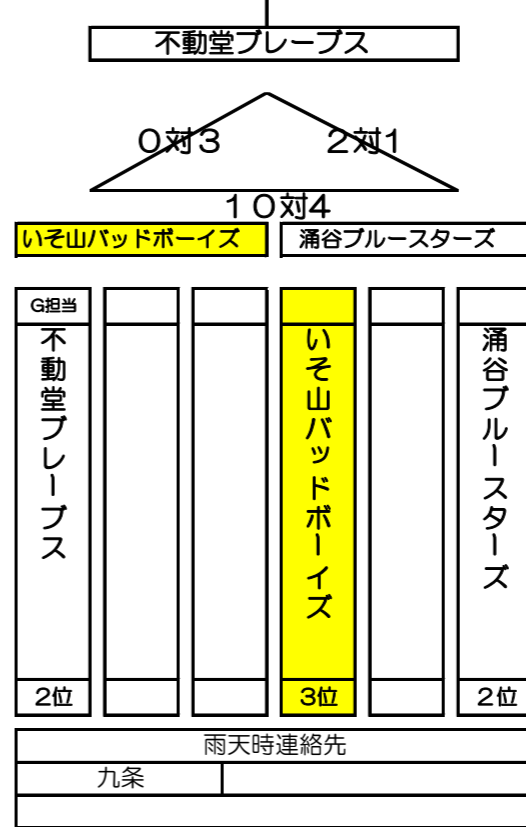 不動堂ブレーブス
0対3
2対1
10対4
いそ山バッドボーイズ
涌谷ブルースターズ
G担当
不動堂ブレーブス
いそ山バッドボーイズ
涌谷ブルースターズ
2位
3位
2位
雨天時連絡先
九条